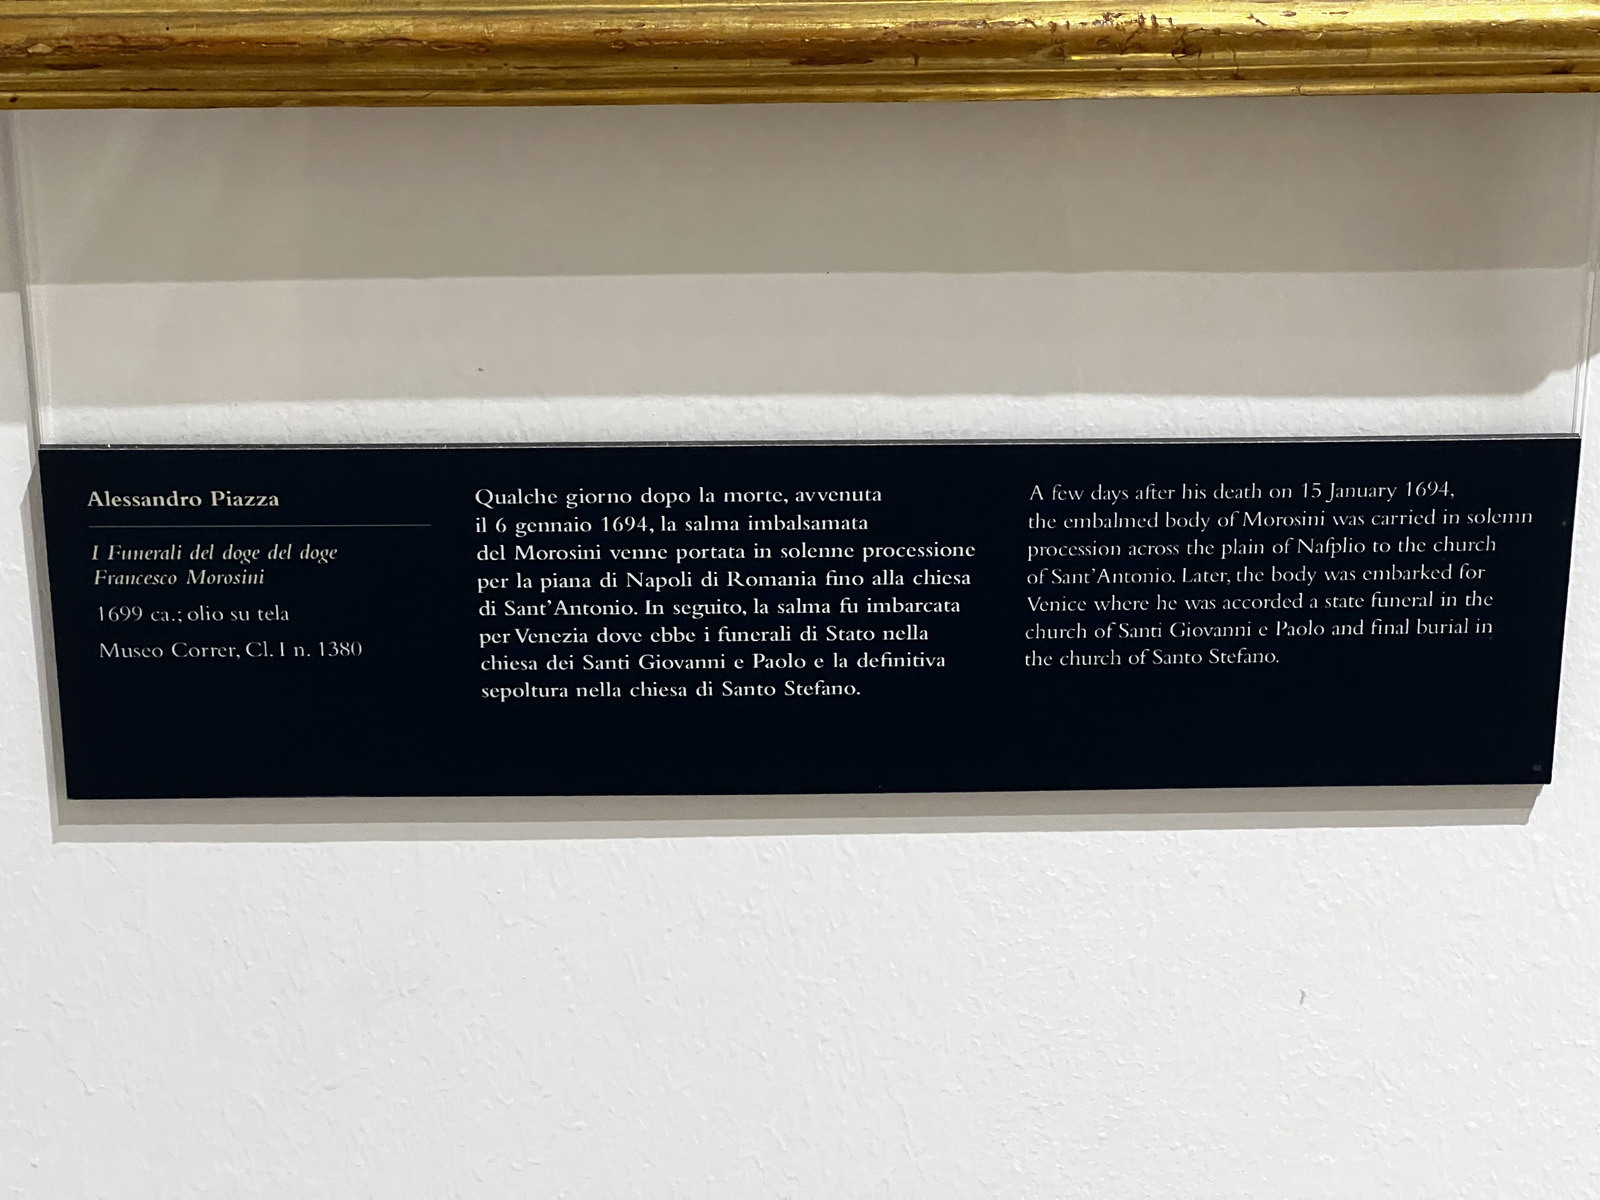 Alessandro Piazza
I Funerali del doge del doge
Francesco Morosini
1699 ca.; olio su tela
Museo Correr, Cl. I n. 1380
Qualche giorno dopo la morte, avvenuta
il 6 gennaio 1694, la salma imbalsamata
del Morosini venne portata in solenne processione
per la piana di Napoli di Romania fino alla chiesa
di Sant'Antonio. In seguito, la salma fu imbarcata
per Venezia dove ebbe i funerali di Stato nella
chiesa dei Santi Giovanni e Paolo e la definitiva
sepoltura nella chiesa di Santo Stefano.
A few days after his death on 15 January 1694,
the embalmed body of Morosini was carried in solemn
procession across the plain of Nafplio to the church
of Sant'Antonio. Later, the body was embarked for
Venice where he was accorded a state funeral in the
church of Santi Giovanni e Paolo and final burial in
the church of Santo Stefano.